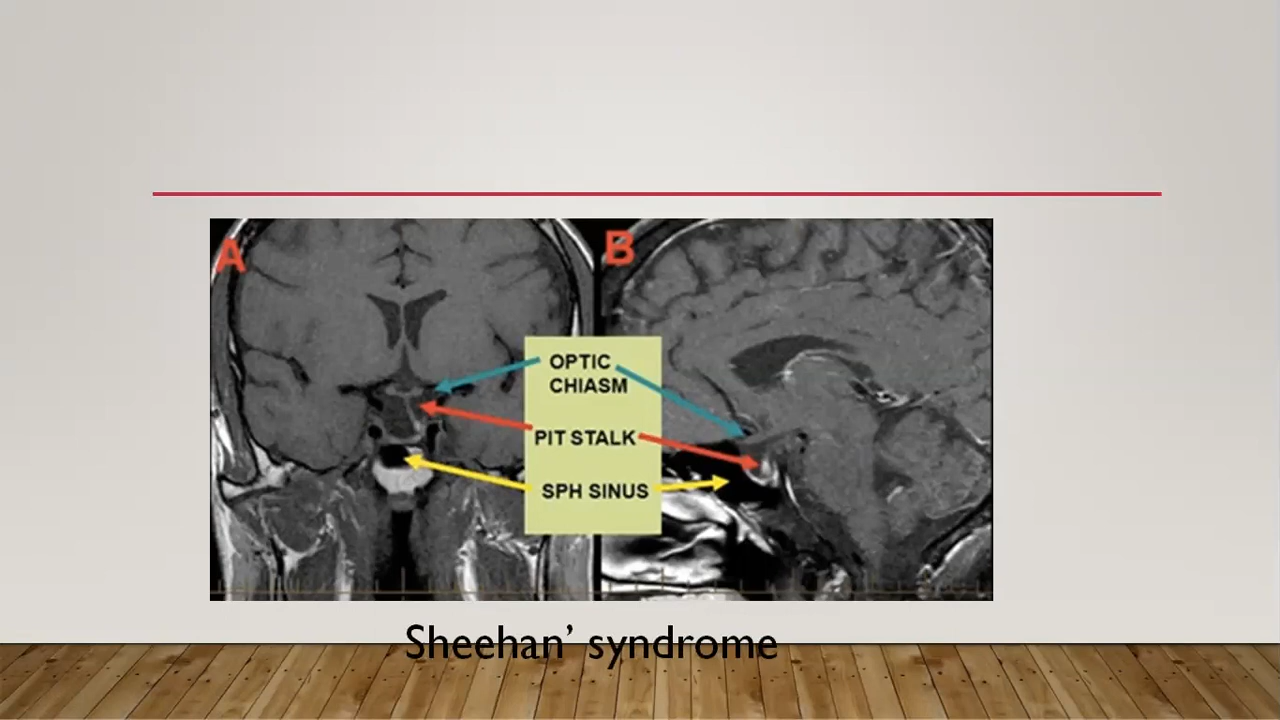 A
B
OPTIC
CHIASM
PIT STALK
SPH SINUS
Sheehan’ syndrome